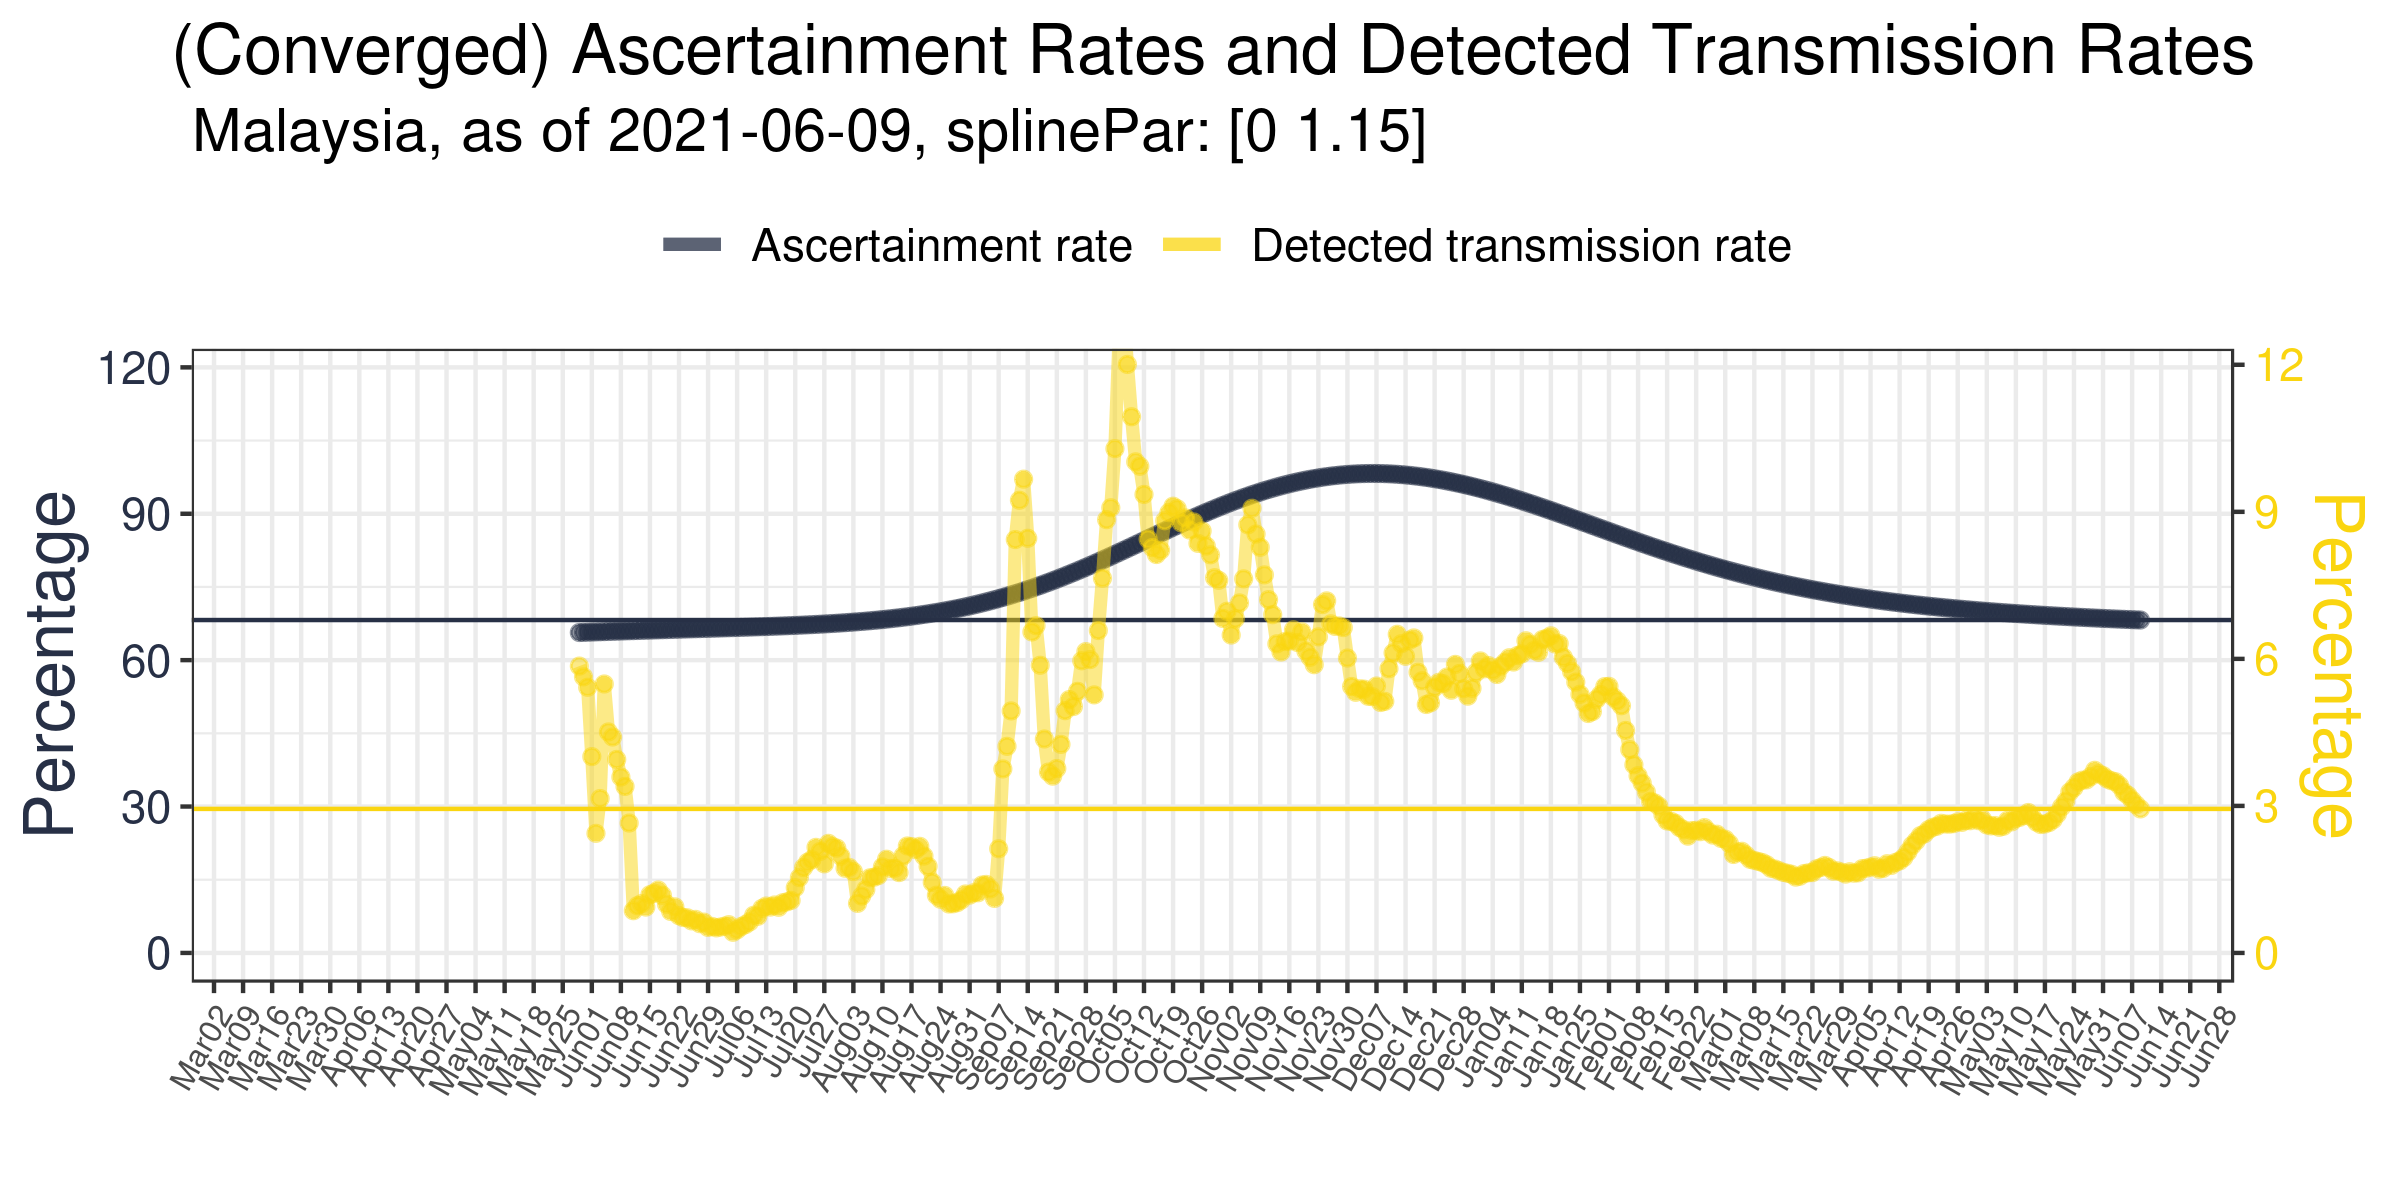 (Converged) Ascertainment Rates and Detected Transmission Rates
Malaysia, as of 2021-06-09, splinePar: [0 1.15]
Ascertainment rate
Detected transmission rate
Percentage
120
90
60
30
0
12
9
6
3
0
Percentage
Mar02
Mar09
Mar16
Mar23
Mar30
Apr06
Apr13
Apr20
Apr27
May04
May11
May18
May25
Jun01
Jun08
Jun15
Jun22
Jun29
Jul06
Jul13
Jul20
Jul27
Aug03
Aug10
Aug17
Aug24
Aug31
Sep07
Sep14
Sep21
Sep28
Oct05
Oct12
Oct19
Oct26
Nov02
Nov09
Nov16
Nov23
Nov30
Dec07
Dec14
Dec21
Dec28
Jan04
Jan11
Jan18
Jan25
Feb01
Feb08
Feb15
Feb22
Mar01
Mar08
Mar15
Mar22
Mar29
Apr05
Apr12
Apr19
Apr26
May03
May10
May17
May24
May31
Jun07
Jun14
Jun21
Jun28